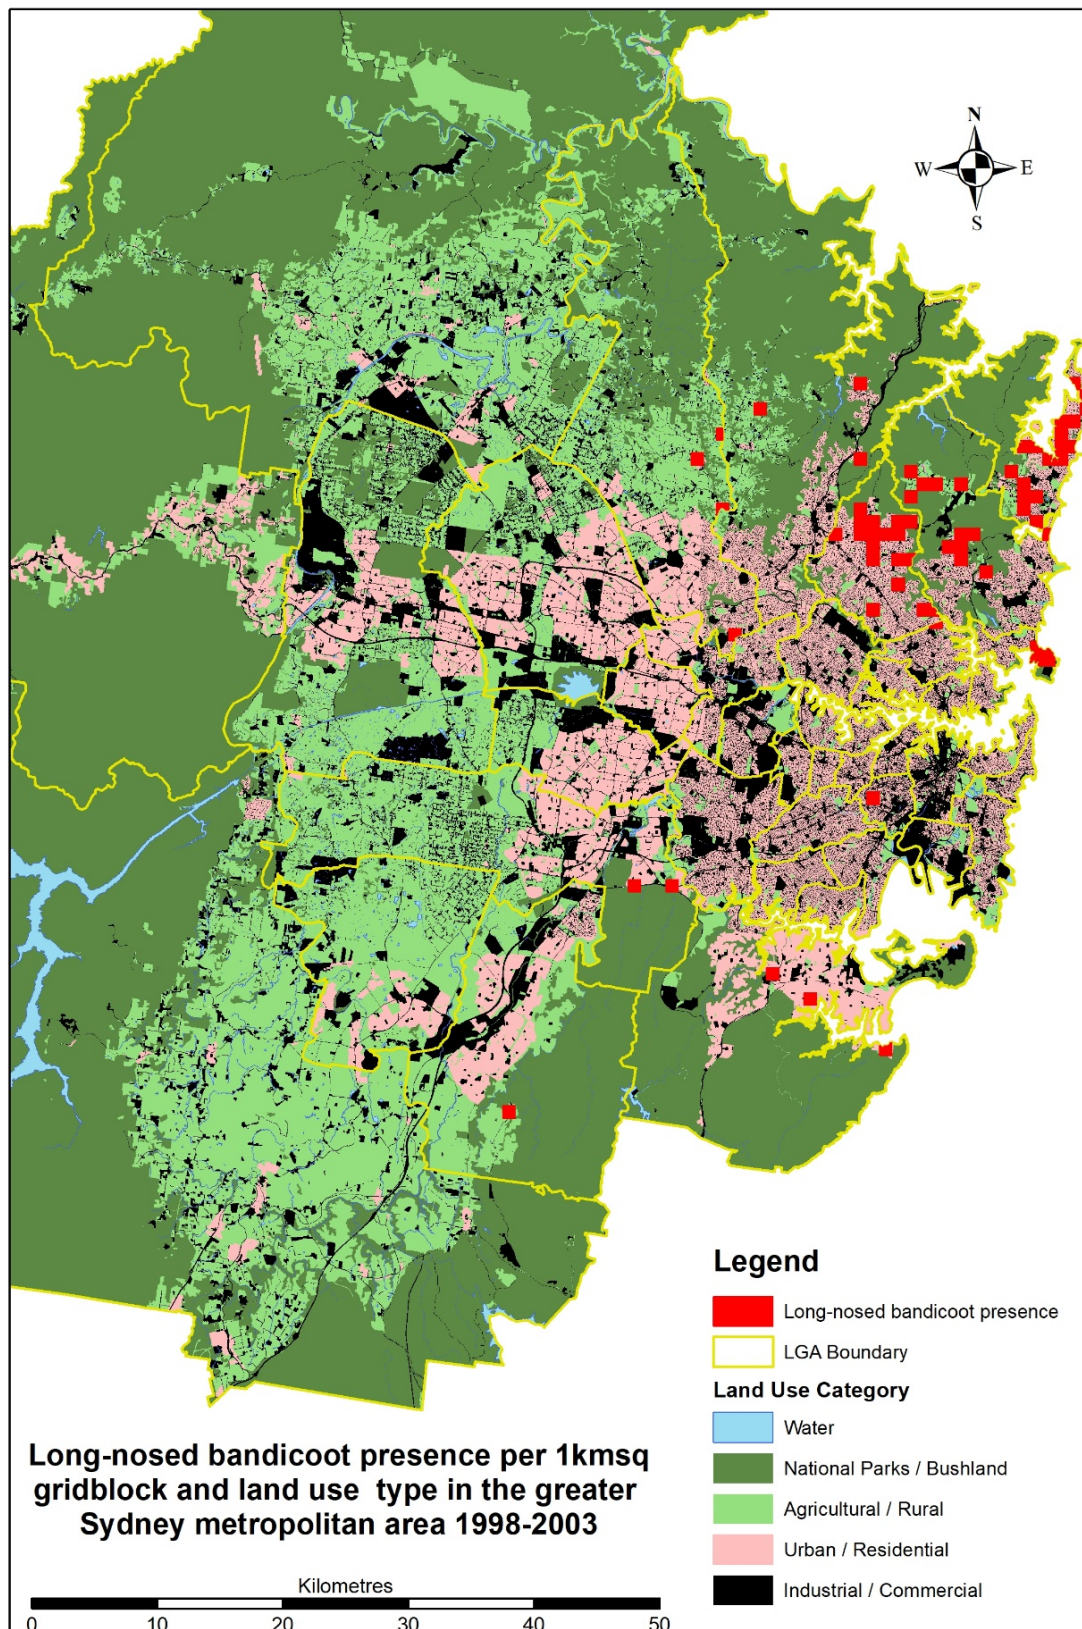 N
W
E
S
Legend
Long-nosed bandicoot presence
LGA Boundary
Land Use Category
Water
National Parks / Bushland
Agricultural / Rural
Urban / Residential
Industrial / Commercial
Long-nosed bandicoot presence per 1kmsq
gridblock and land use type in the greater
Sydney metropolitan area 1998-2003
Kilometres
0 10 20 30 40 50